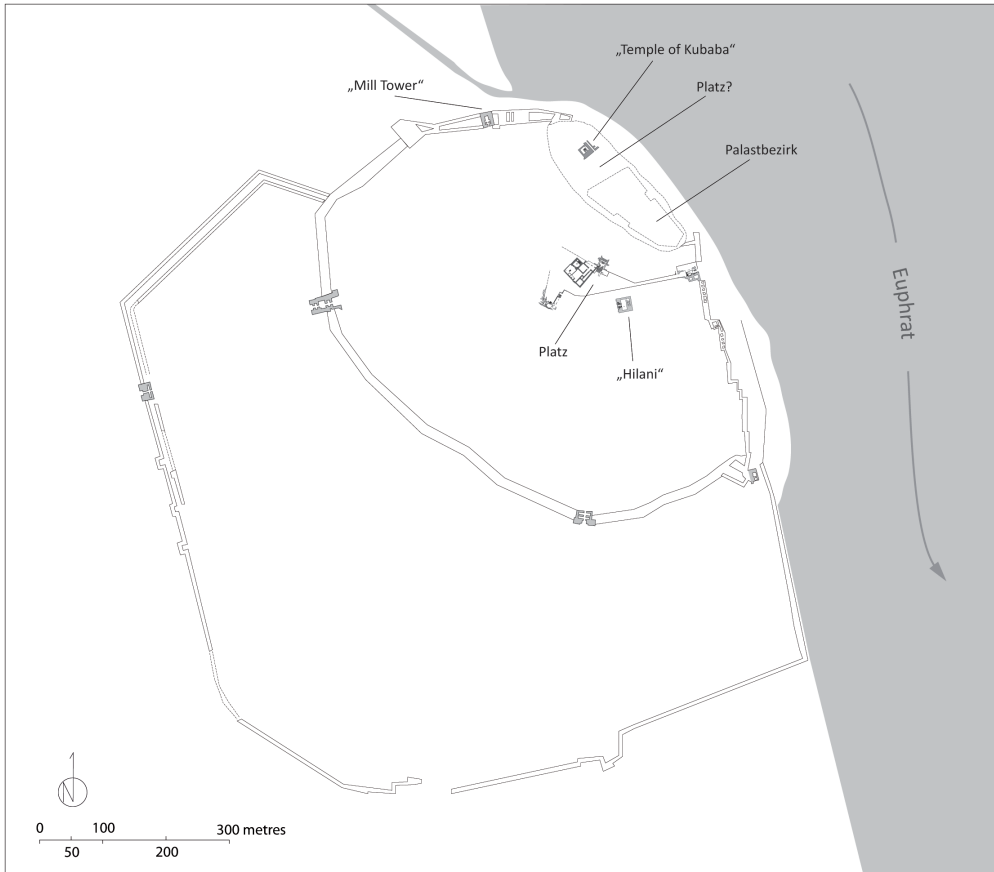 „Temple of Kubaba“
„Mill Tower“
Platz?
Palastbezirk
Euphrat
Platz
„Hilani“
N
0 100 300 metres
50 200